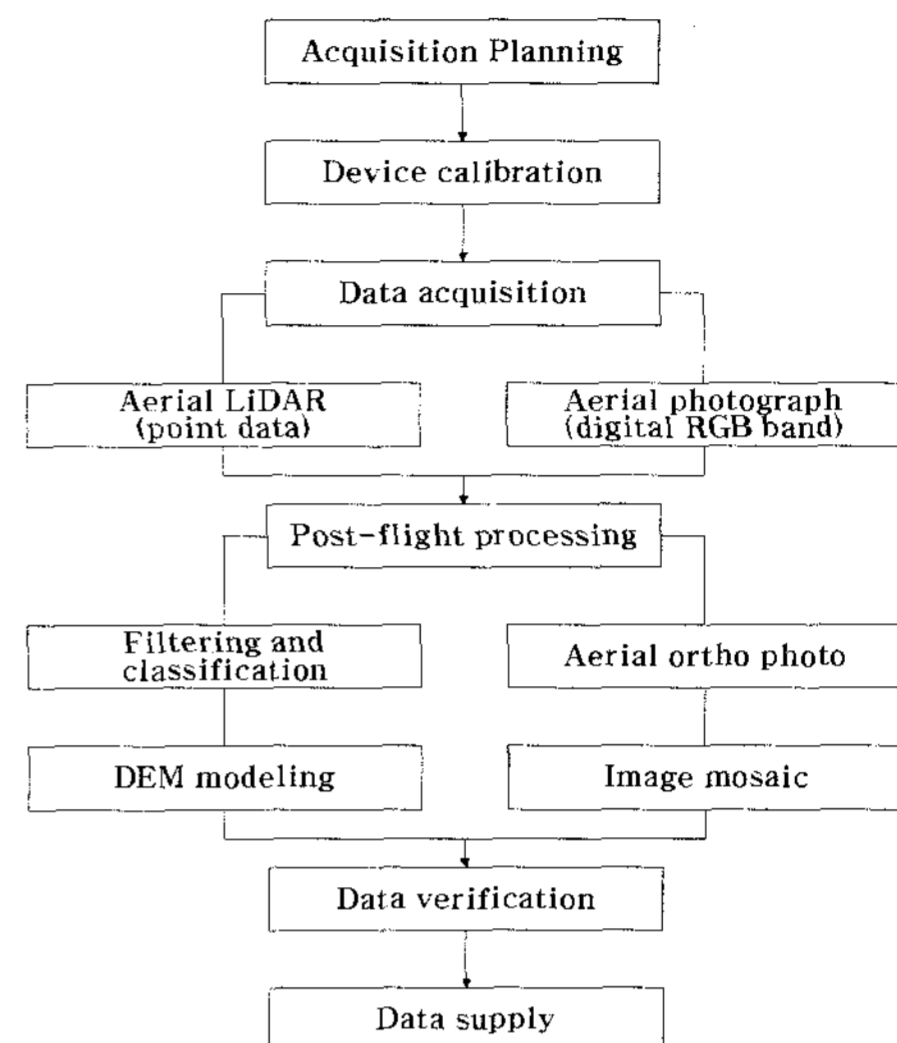 Acquisition Planning
Device calibration
Data acquisition
Aerial LiDAR
(point data)
Aerial photograph
(digital RGB band)
Post-flight processing
Filtering and
classification
Aerial ortho photo
DEM modeling
Image mosaic
Data verification
Data supply